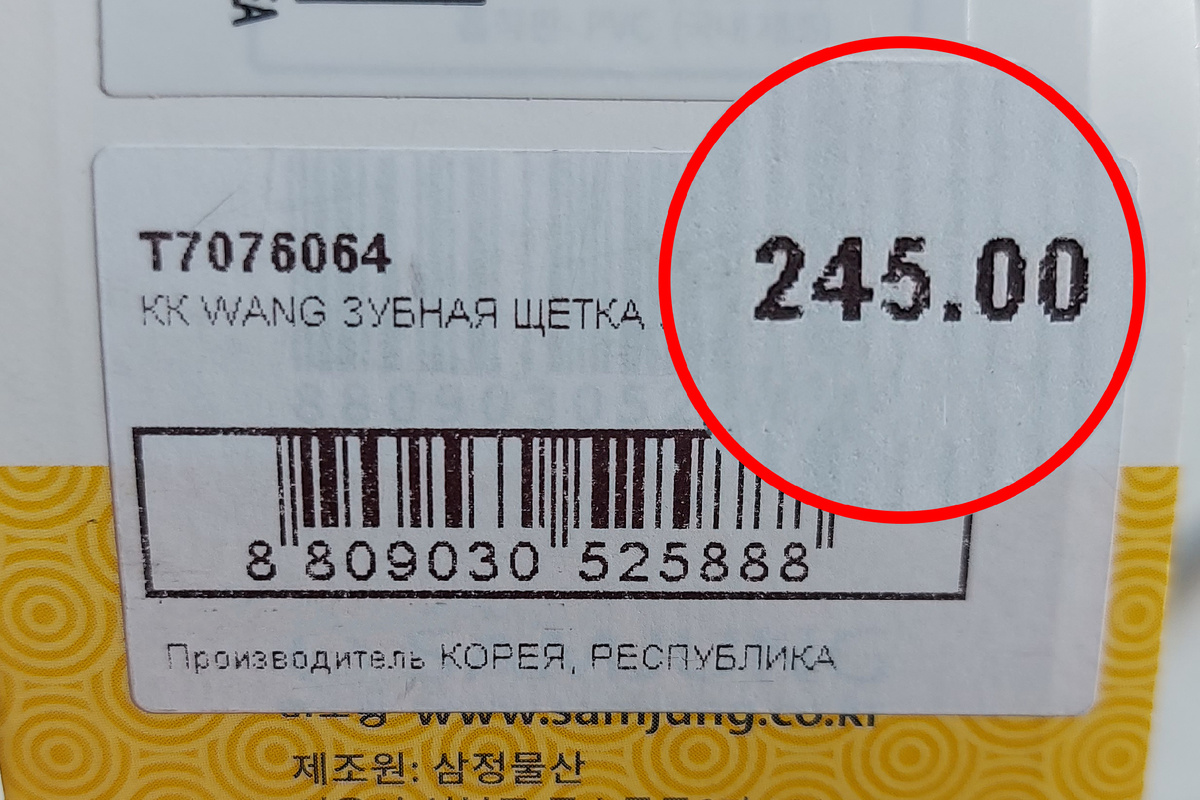 T7076064
245.00
KK WANG ЗУБНАЯ ЩЕТКА
8 809030 525888
Производитель КОРЕЯ, РЕСПУБЛИКА
www.samjung.co.kr
제조원: 삼정물산